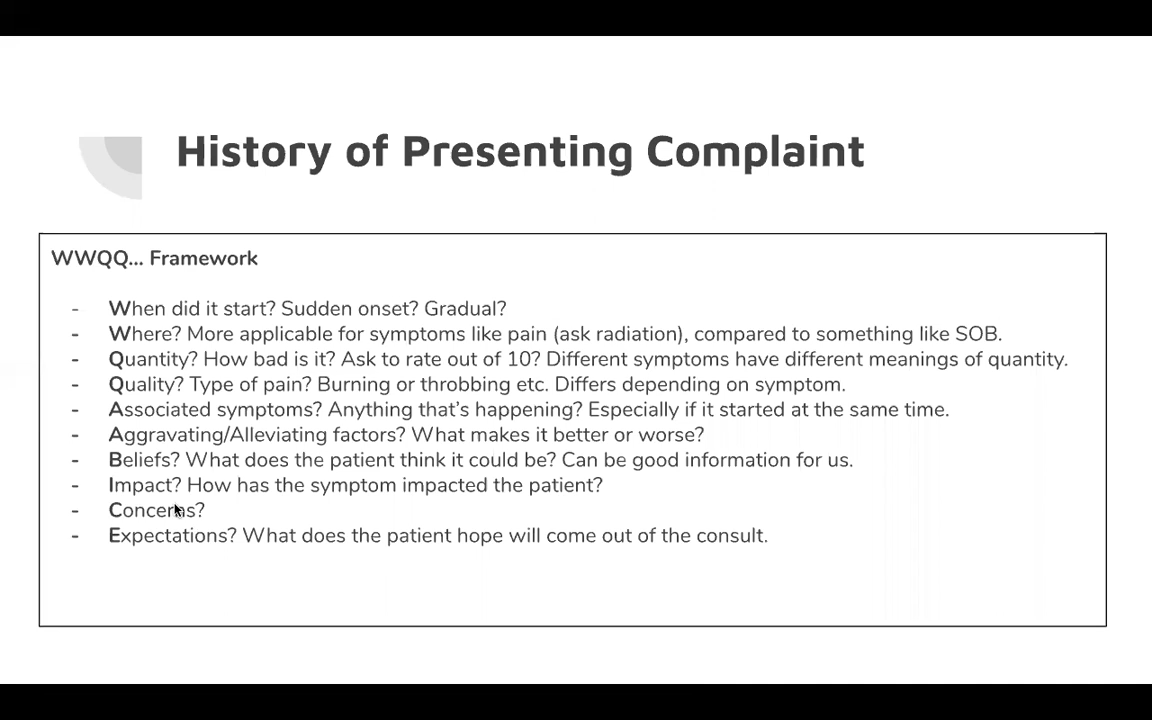 History of Presenting Complaint
WWQQ... Framework
- When did it start? Sudden onset? Gradual?
- Where? More applicable for symptoms like pain (ask radiation), compared to something like SOB.
- Quantity? How bad is it? Ask to rate out of 10? Different symptoms have different meanings of quantity.
- Quality? Type of pain? Burning or throbbing etc. Differs depending on symptom.
- Associated symptoms? Anything that's happening? Especially if it started at the same time.
- Aggravating/Alleviating factors? What makes it better or worse?
- Beliefs? What does the patient think it could be? Can be good information for us.
- Impact? How has the symptom impacted the patient?
- Concerns?
- Expectations? What does the patient hope will come out of the consult.